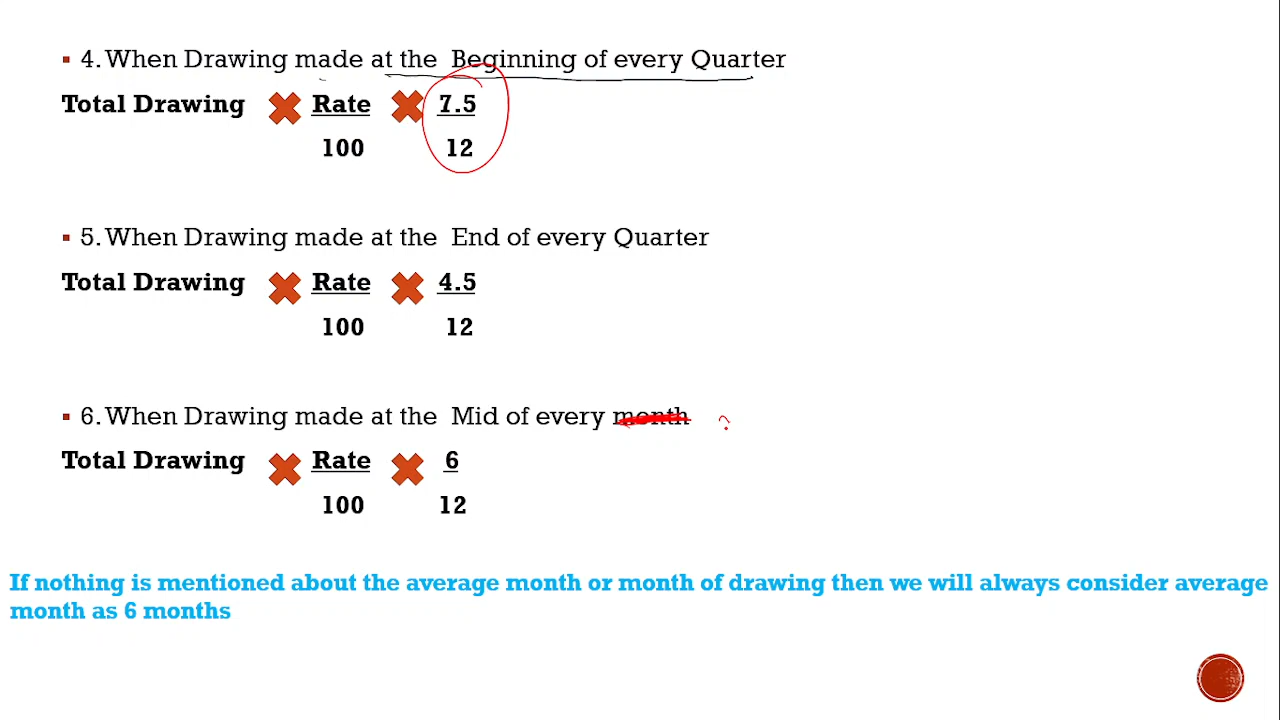 4. When Drawing made at the Beginning of every Quarter
Total Drawing ✖ Rate ✖ 7.5
100 12
5. When Drawing made at the End of every Quarter
Total Drawing ✖ Rate ✖ 4.5
100 12
6. When Drawing made at the Mid of every month ?
Total Drawing ✖ Rate ✖ 6
100 12
If nothing is mentioned about the average month or month of drawing then we will always consider average
month as 6 months